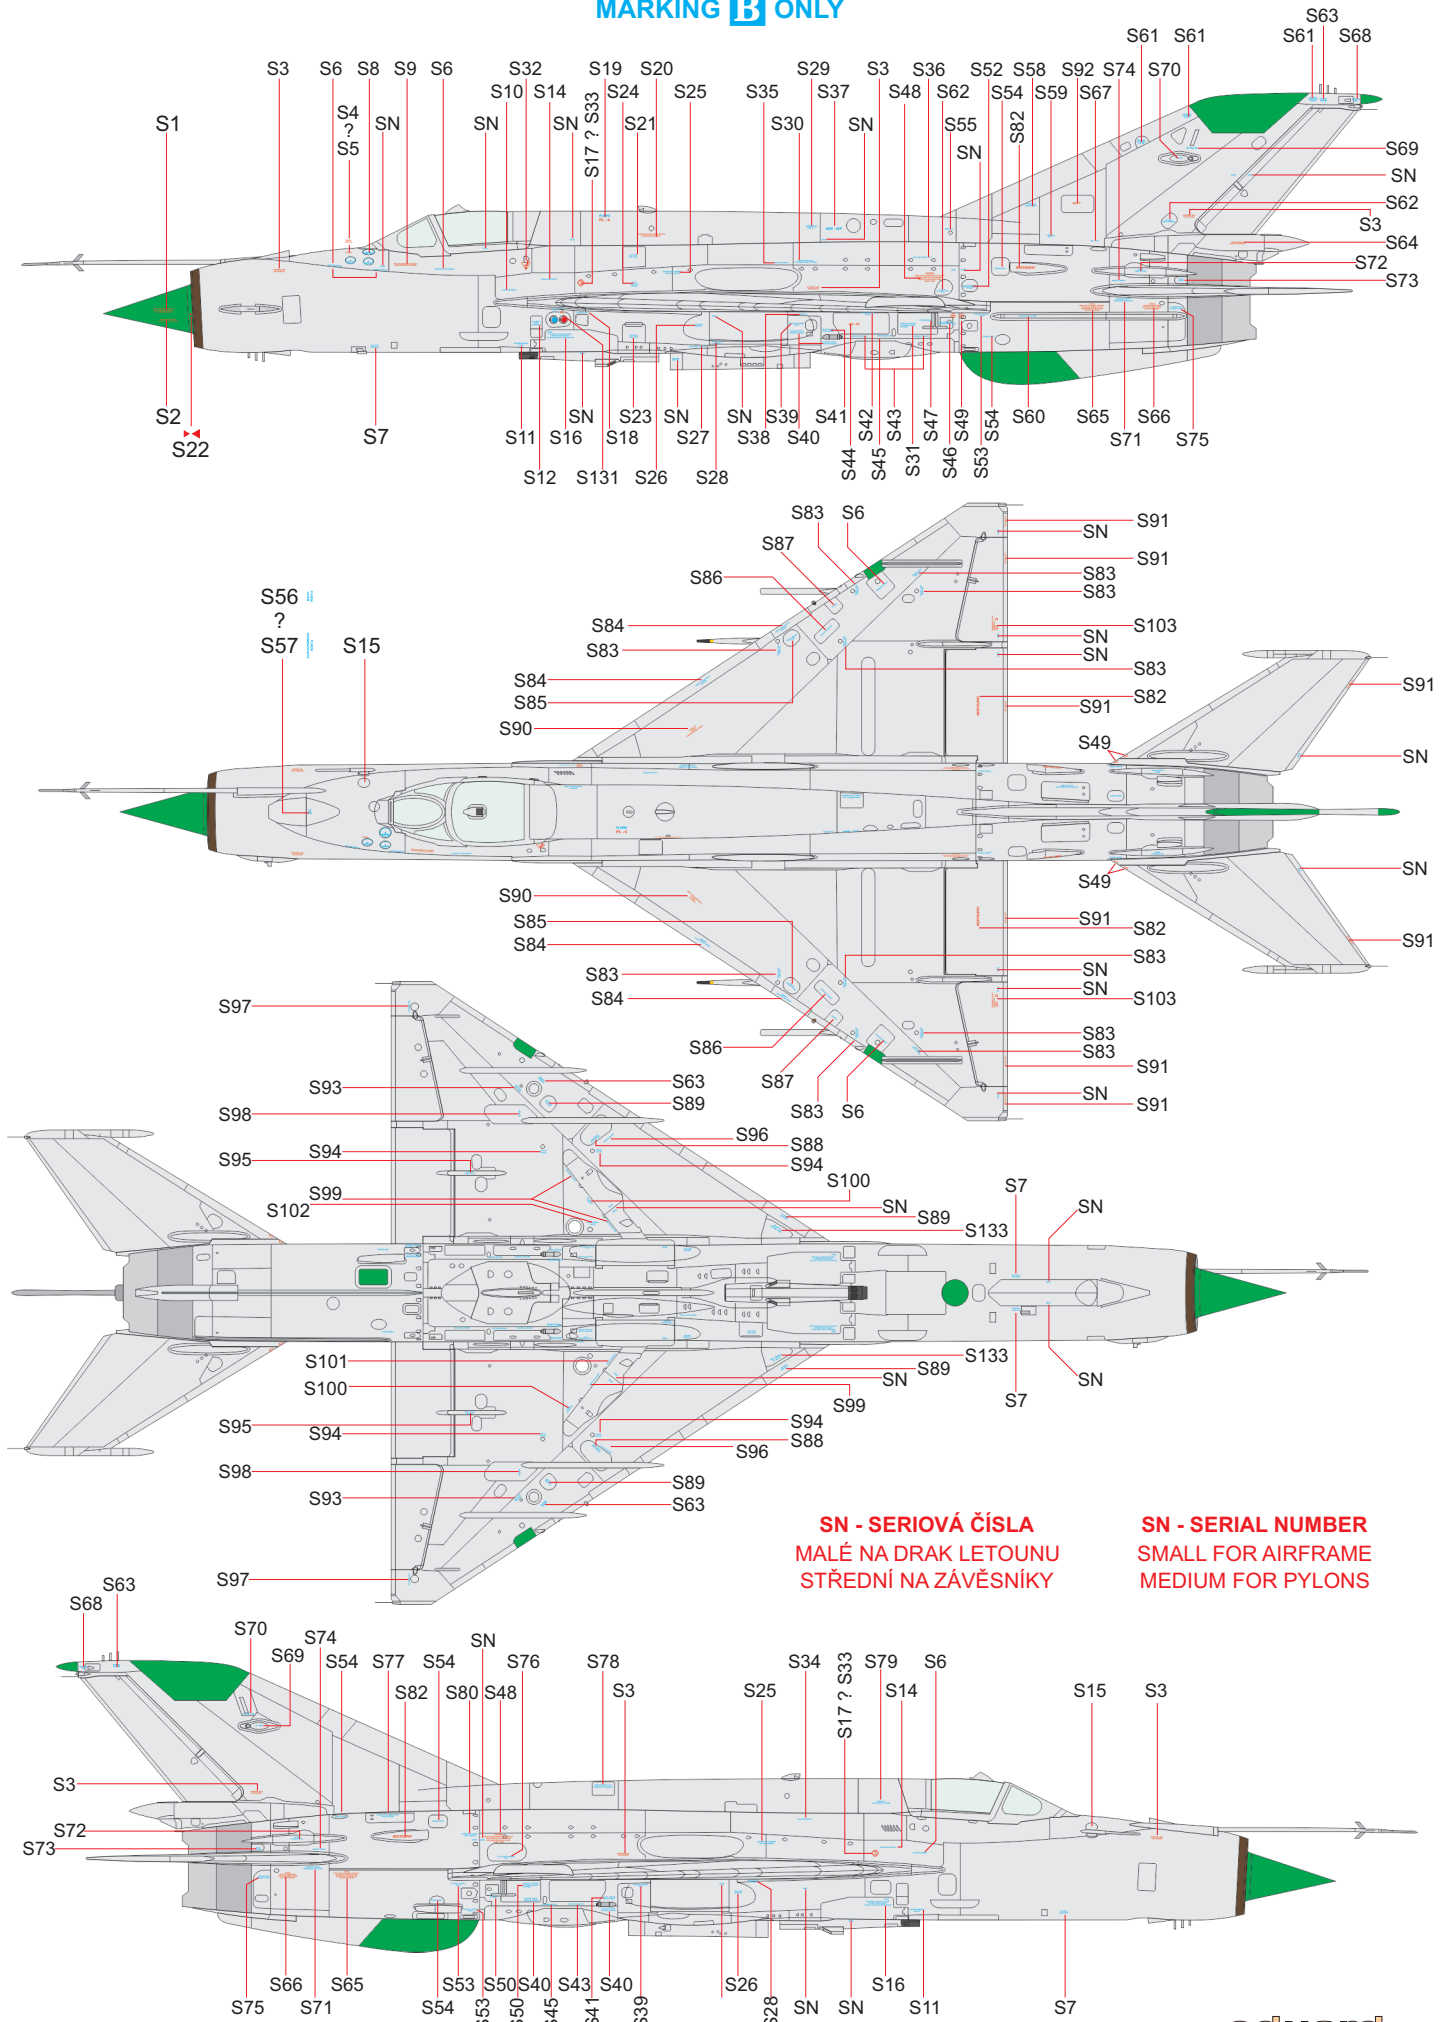 MARKING B ONLY
S63
S61 S61 S61 S68
S3 S6 S8 S9 S6 S32 S19 S20 S29 S3 S36 S52 S58 S92 S74 S70
S10 S14 S24 S25 S35 S37 S48 S62 S54 S59 S67
S4 ? S5
S1 SN SN SN S17 ? S33 S21 S30 SN S55 S82
SN
S69
SN
S62
S3
S64
S72
S73
S2
S22
S7 S11 S16 SN S18 S23 SN S27 SN S38 S39 S40 S41 S42 S43 S47 S49 S54 S60 S65 S66
S12 S131 S26 S28 S44 S45 S31 S46 S53 S71 S75
S83 S6 S91
SN
S87 S91
S86 S83
S83
S56
?
S57 S15
S84 S103
S83 SN
SN
S83
S84
S85 S82
S90 S91
S91
S49 SN
S49 SN
S90
S85 S91
S84 S82
S91
S83 S83
S84 SN
SN
S103
S97
S86 S83
S87 S83
S83 S6 S91
SN
S91
S93 S63
S98 S89
S94 S96
S95 S88
S94
S99 S100 S7
S102 SN SN
S89
S133
S101 S133
S100 SN S89
S99 S7 SN
S95 S94 S94
S88
S96
S98 S89
S93 S63
SN - SERIOVÁ ČÍSLA
MALÉ NA DRAK LETOUNU
STŘEDNÍ NA ZÁVĚSNÍKY
SN - SERIAL NUMBER
SMALL FOR AIRFRAME
MEDIUM FOR PYLONS
S97
S68 S63
S70 S74 SN
S69 S54 S77 S54 S76 S78 S34 S79 S6
S82 S80 S48 S3 S25 S17 ? S33 S14 S15 S3
S3
S72
S73
S66 S65 S53 S50 S40 S43 S40 S26 S16
S75 S71 S54 S53 S50 S45 S41 S39 S28 SN SN S11 S7